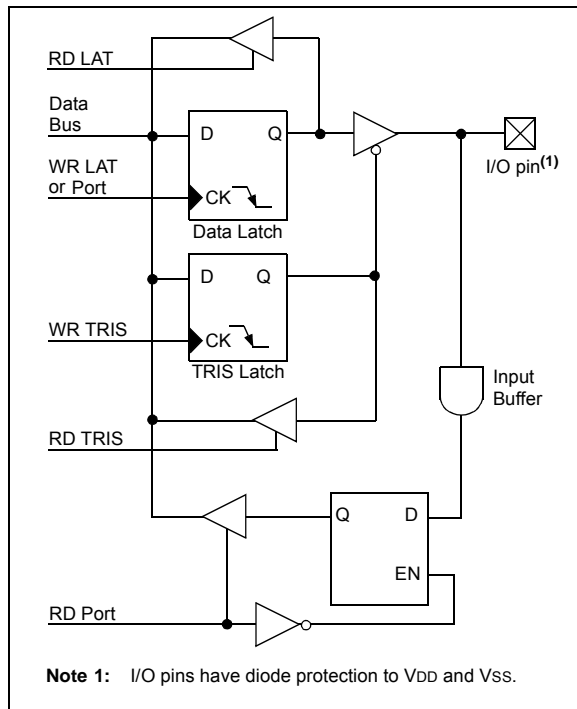 RD LAT
Data
Bus
D Q
WR LAT
or Port
CK
Data Latch
I/O pin(1)
D Q
WR TRIS
CK
TRIS Latch
Input
Buffer
RD TRIS
Q D
EN
RD Port
Note 1: I/O pins have diode protection to VDD and VSS.